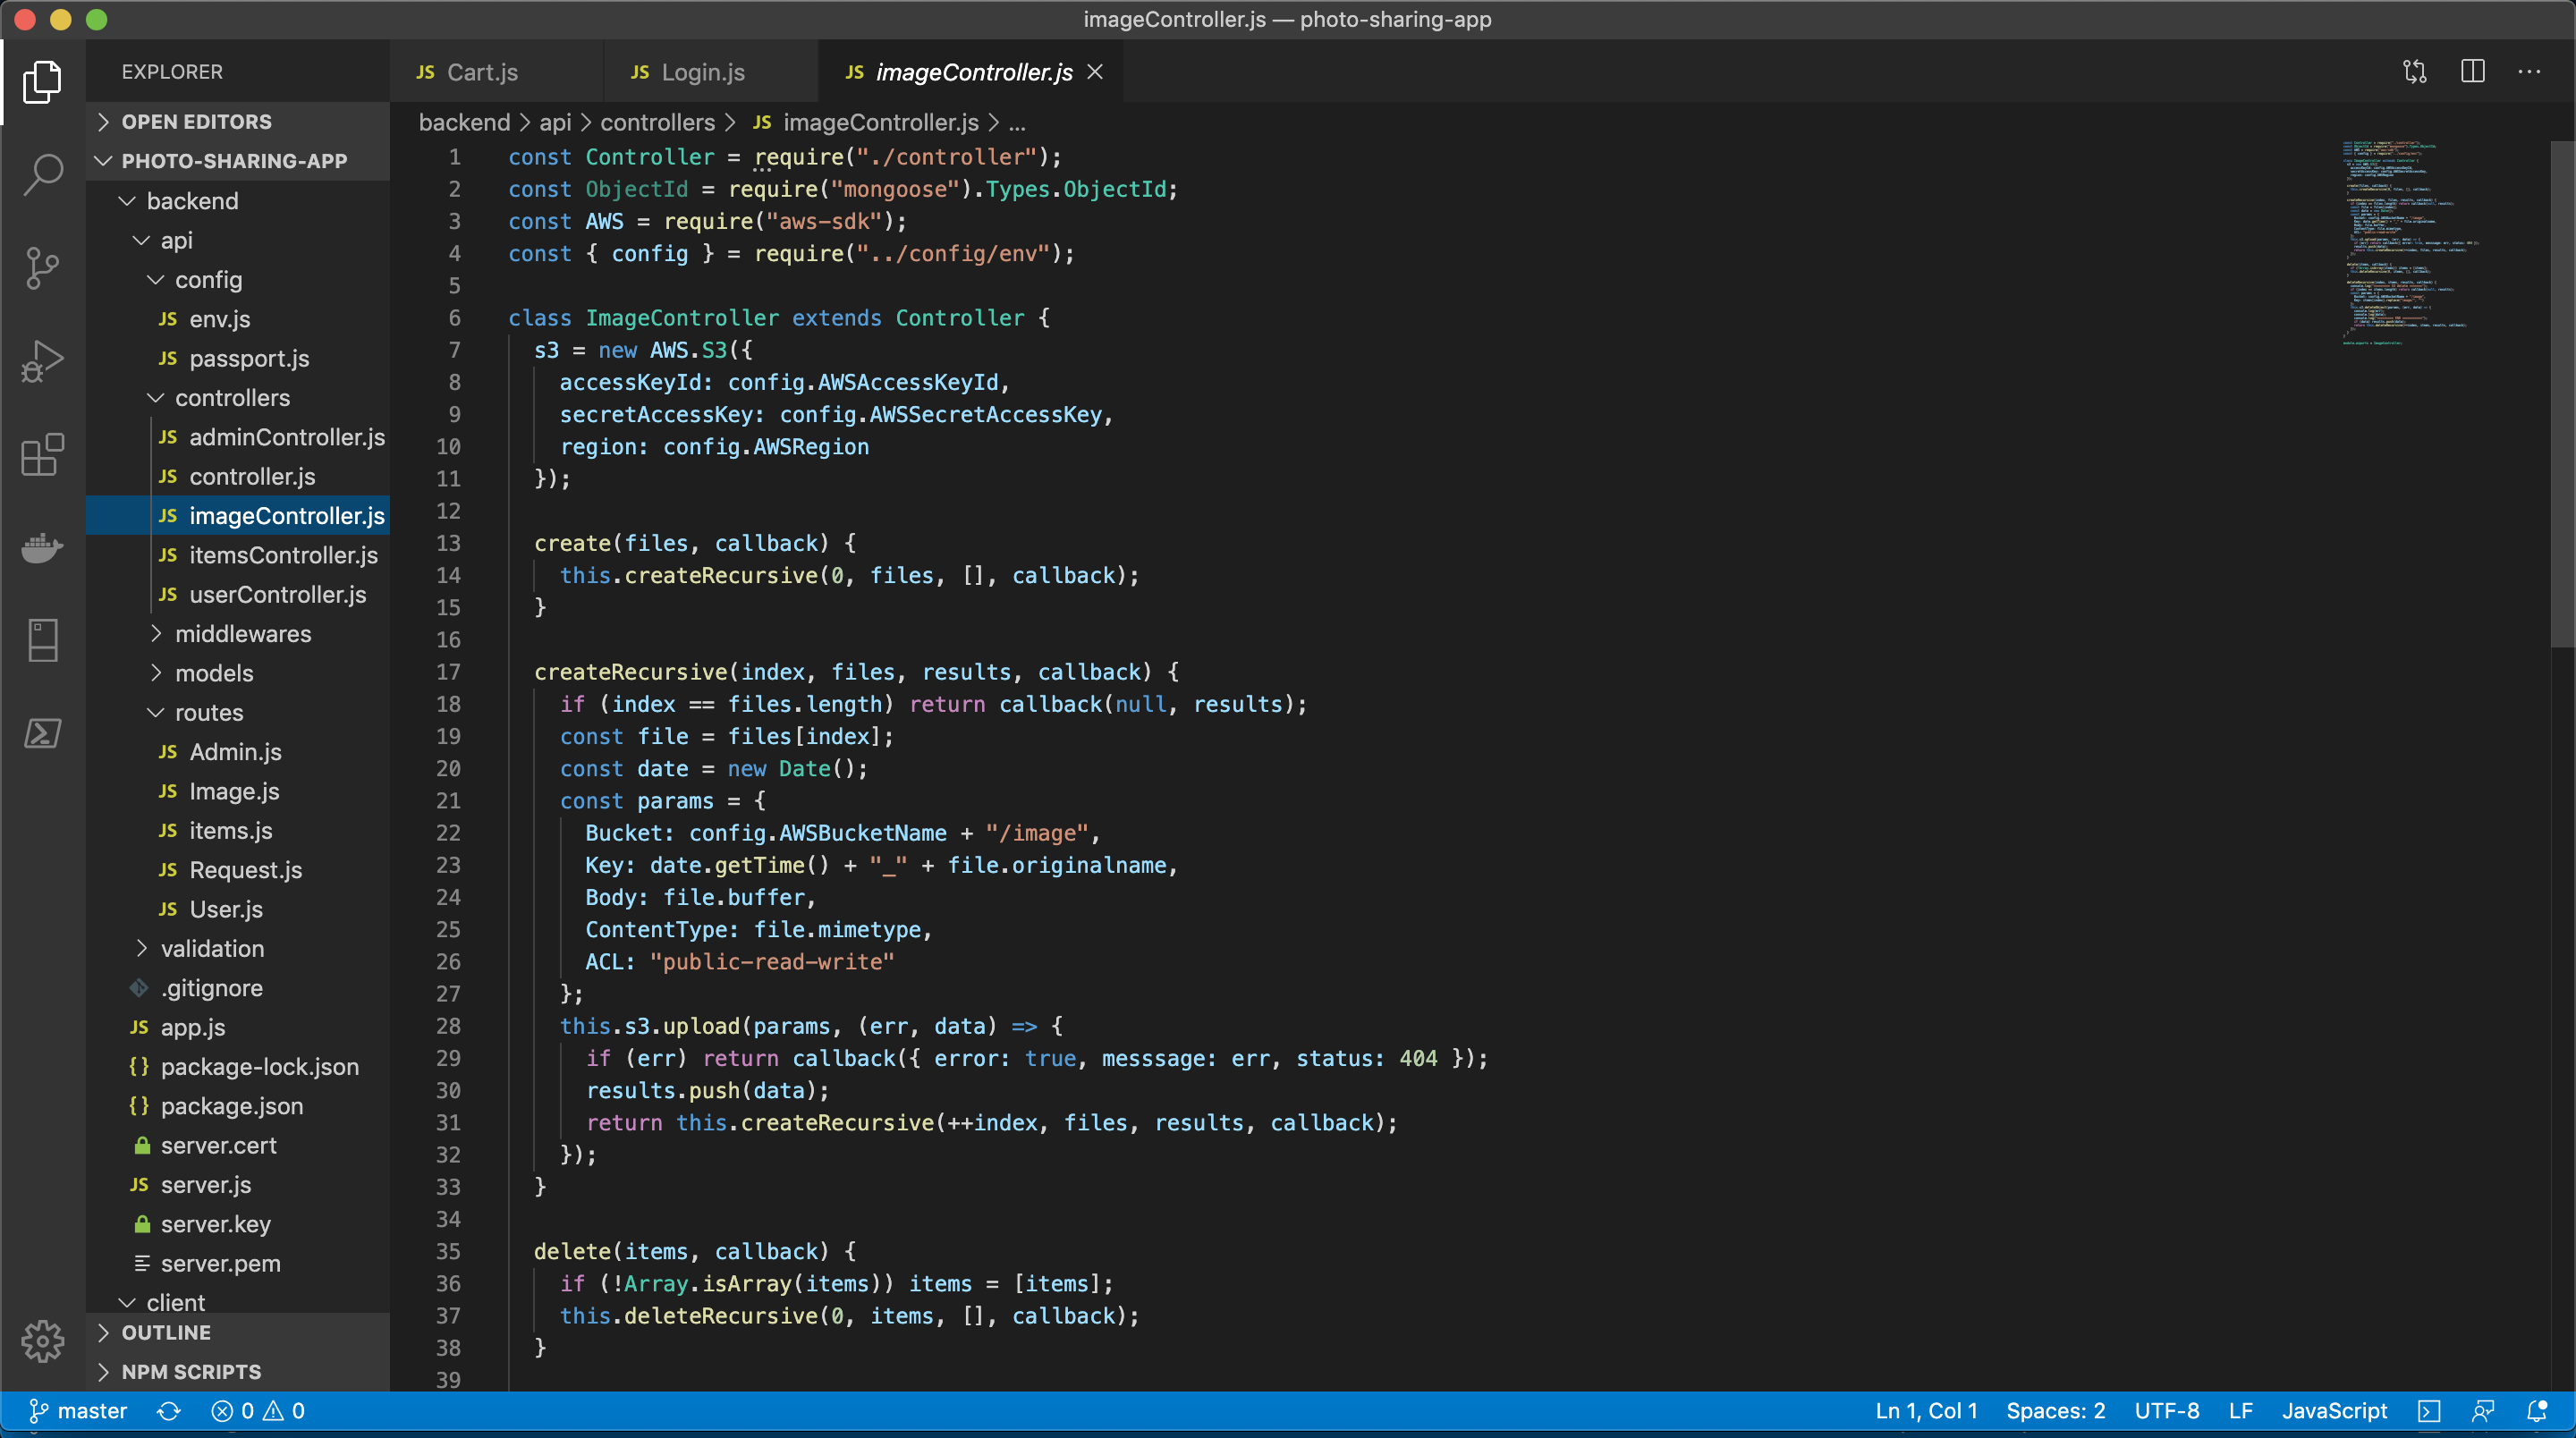 imageController.js — photo-sharing-app
EXPLORER
OPEN EDITORS
PHOTO-SHARING-APP
backend
api
config
JS env.js
JS passport.js
controllers
JS adminController.js
JS controller.js
JS imageController.js
JS itemsController.js
JS userController.js
middlewares
models
routes
JS Admin.js
JS Image.js
JS items.js
JS Request.js
JS User.js
validation
.gitignore
JS app.js
{} package-lock.json
{} package.json
server.cert
JS server.js
server.key
server.pem
client
OUTLINE
NPM SCRIPTS
JS Cart.js JS Login.js JS imageController.js
backend > api > controllers > JS imageController.js > ...
1 const Controller = require("./controller");
2 const ObjectId = require("mongoose").Types.ObjectId;
3 const AWS = require("aws-sdk");
4 const { config } = require("../config/env");
5
6 class ImageController extends Controller {
7 s3 = new AWS.S3({
8 accessKeyId: config.AWSAccessKeyId,
9 secretAccessKey: config.AWSSecretAccessKey,
10 region: config.AWSRegion
11 });
12
13 create(files, callback) {
14 this.createRecursive(0, files, [], callback);
15 }
16
17 createRecursive(index, files, results, callback) {
18 if (index == files.length) return callback(null, results);
19 const file = files[index];
20 const date = new Date();
21 const params = {
22 Bucket: config.AWSBucketName + "/image",
23 Key: date.getTime() + "_" + file.originalname,
24 Body: file.buffer,
25 ContentType: file.mimetype,
26 ACL: "public-read-write"
27 };
28 this.s3.upload(params, (err, data) => {
29 if (err) return callback({ error: true, messsage: err, status: 404 });
30 results.push(data);
31 return this.createRecursive(++index, files, results, callback);
32 });
33 }
34
35 delete(items, callback) {
36 if (!Array.isArray(items)) items = [items];
37 this.deleteRecursive(0, items, [], callback);
38 }
39
master 0 0 Ln 1, Col 1 Spaces: 2 UTF-8 LF JavaScript